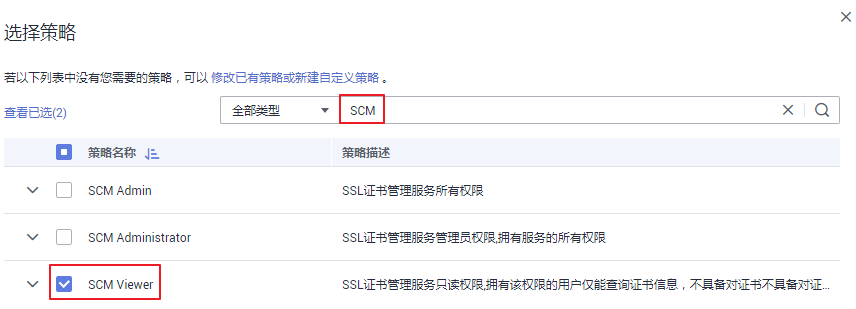 选择策略
若以下列表中没有您需要的策略，可以 修改已有策略或新建自定义策略 。
查看已选(2) 全部类型 SCM
策略名称 策略描述
SCM Admin SSL证书管理服务所有权限
SCM Administrator SSL证书管理服务管理员权限,拥有服务的所有权限
SCM Viewer SSL证书管理服务只读权限,拥有该权限的用户仅能查询证书信息，不具备对证书不具备对证...